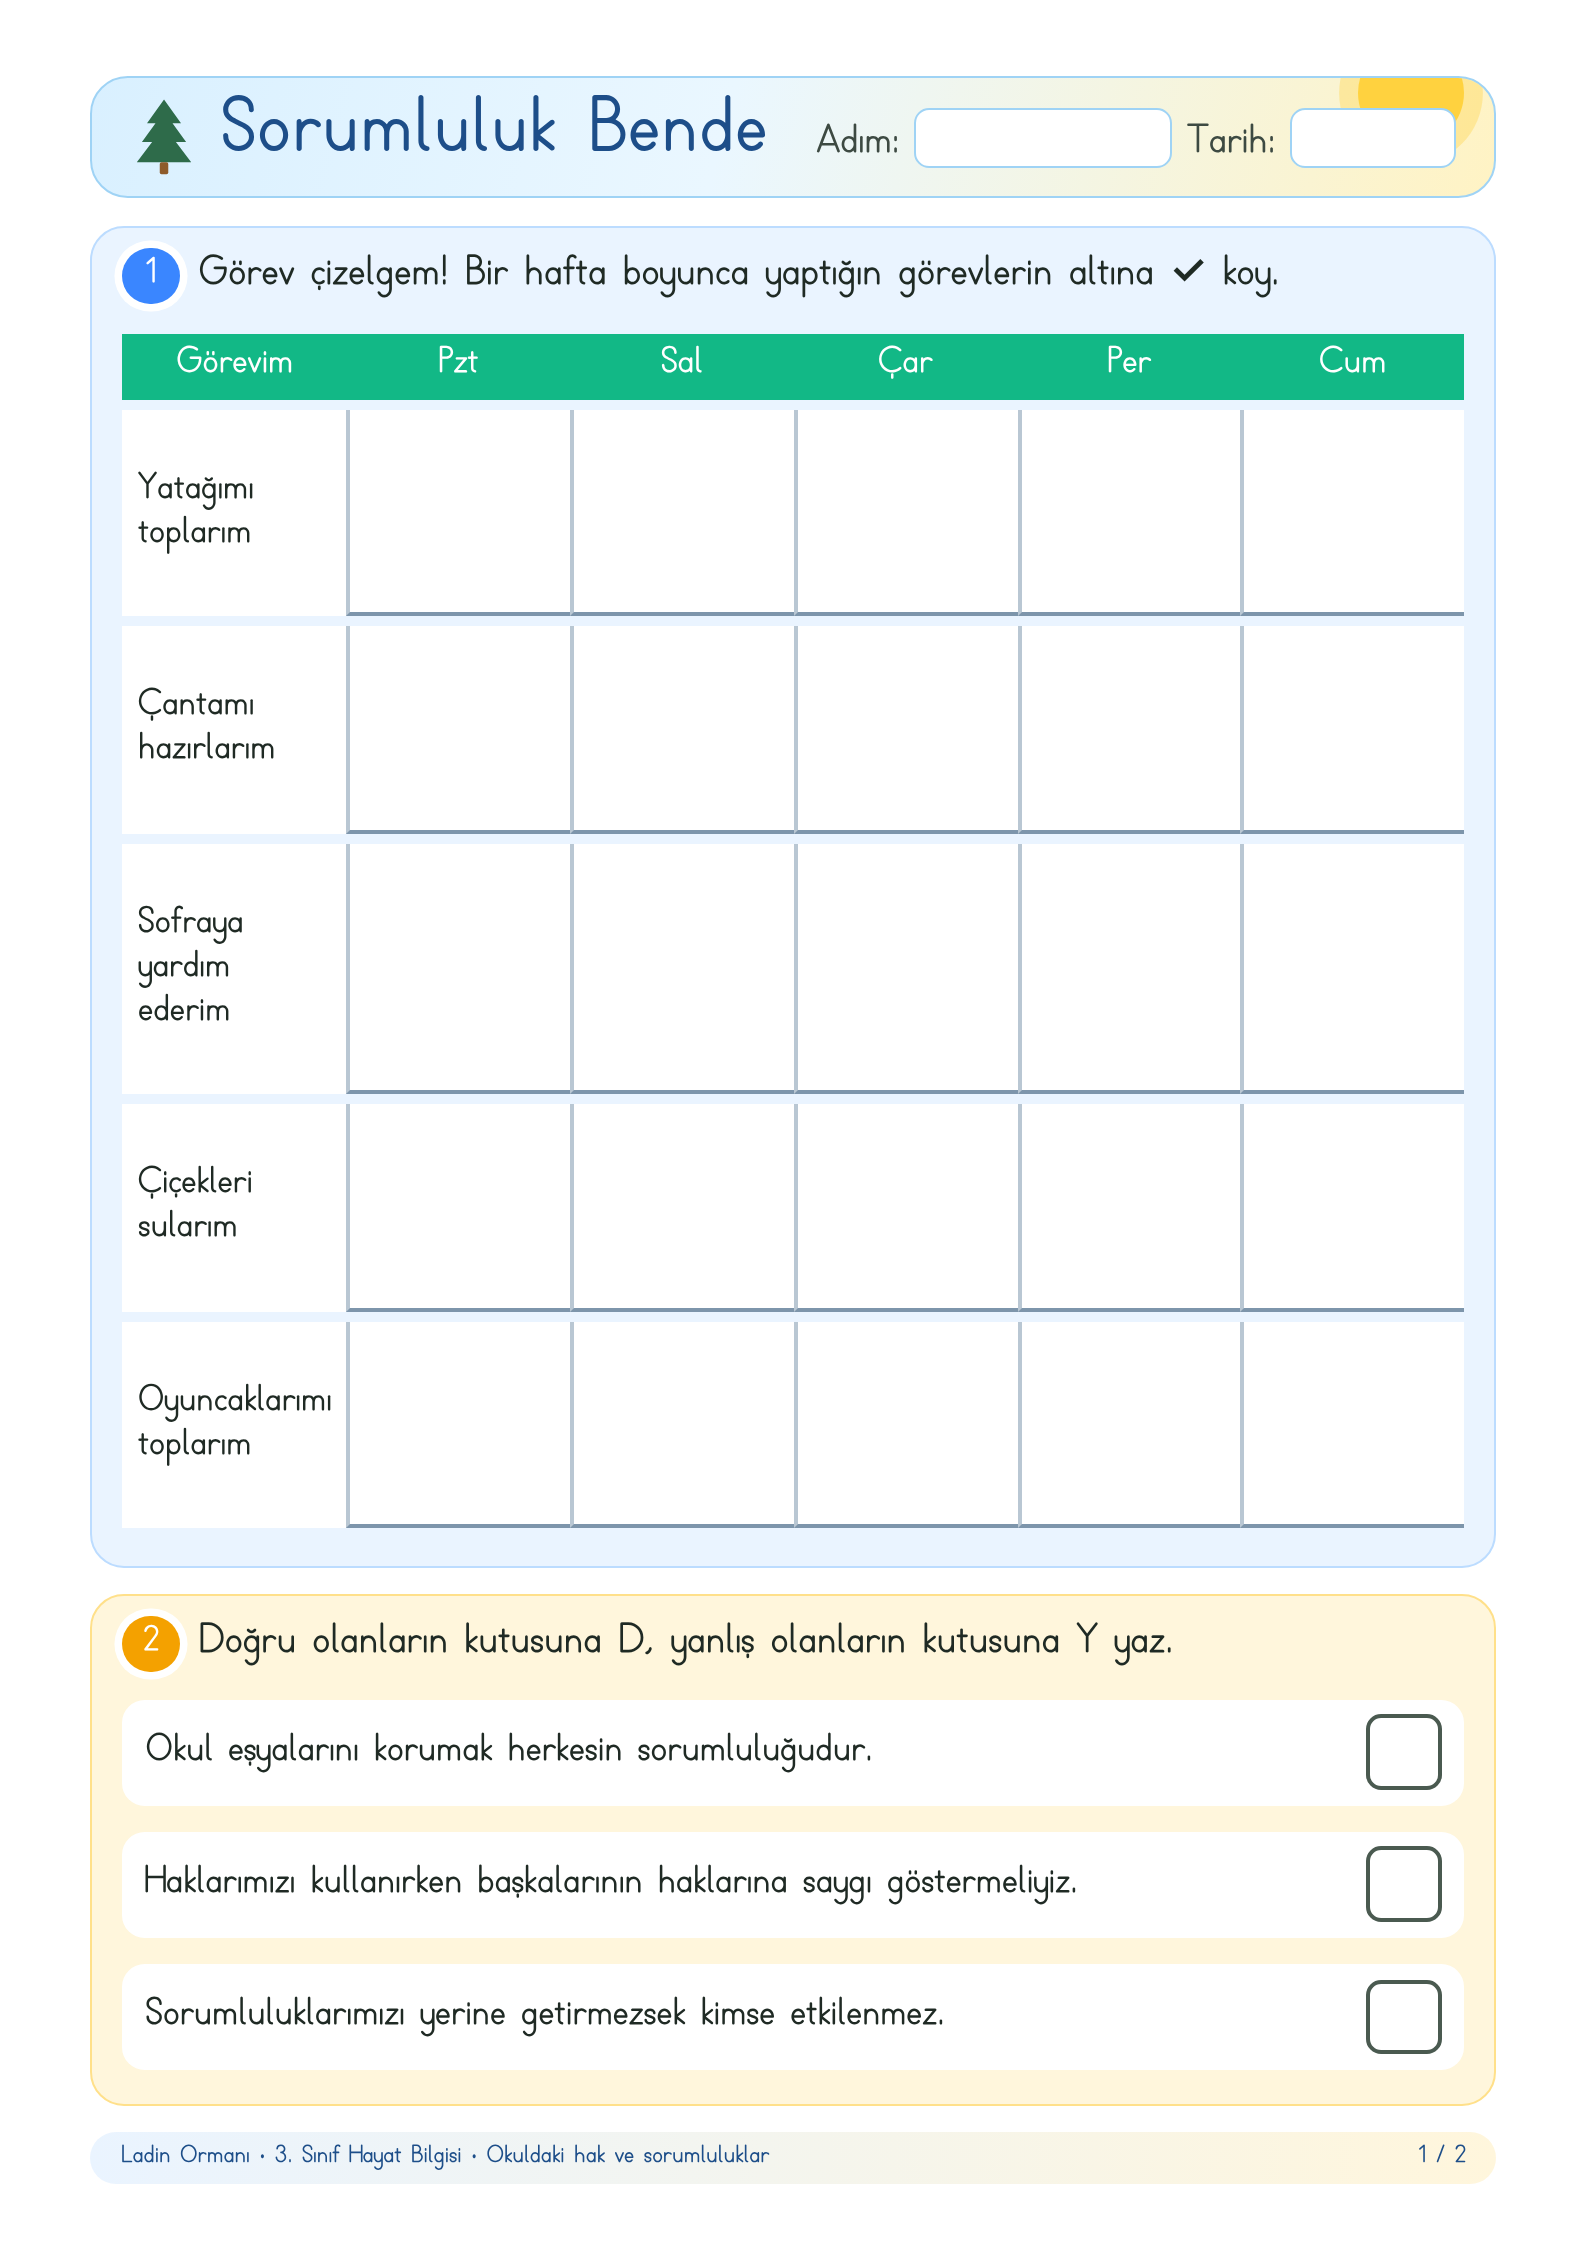 Sorumluluk Bende
Adım:
Tarih:
1
Görev çizelgem! Bir hafta boyunca yaptığın görevlerin altına ✓ koy.
Görevim Pzt Sal Çar Per Cum
Yatağımı
toplarım
Çantamı
hazırlarım
Sofraya
yardım
ederim
Çiçekleri
sularım
Oyuncaklarımı
toplarım
2
Doğru olanların kutusuna D, yanlış olanların kutusuna Y yaz.
Okul eşyalarını korumak herkesin sorumluluğudur.
Haklarımızı kullanırken başkalarının haklarına saygı göstermeliyiz.
Sorumluluklarımızı yerine getirmezsek kimse etkilenmez.
Ladin Ormanı • 3. Sınıf Hayat Bilgisi • Okuldaki hak ve sorumluluklar
1 / 2